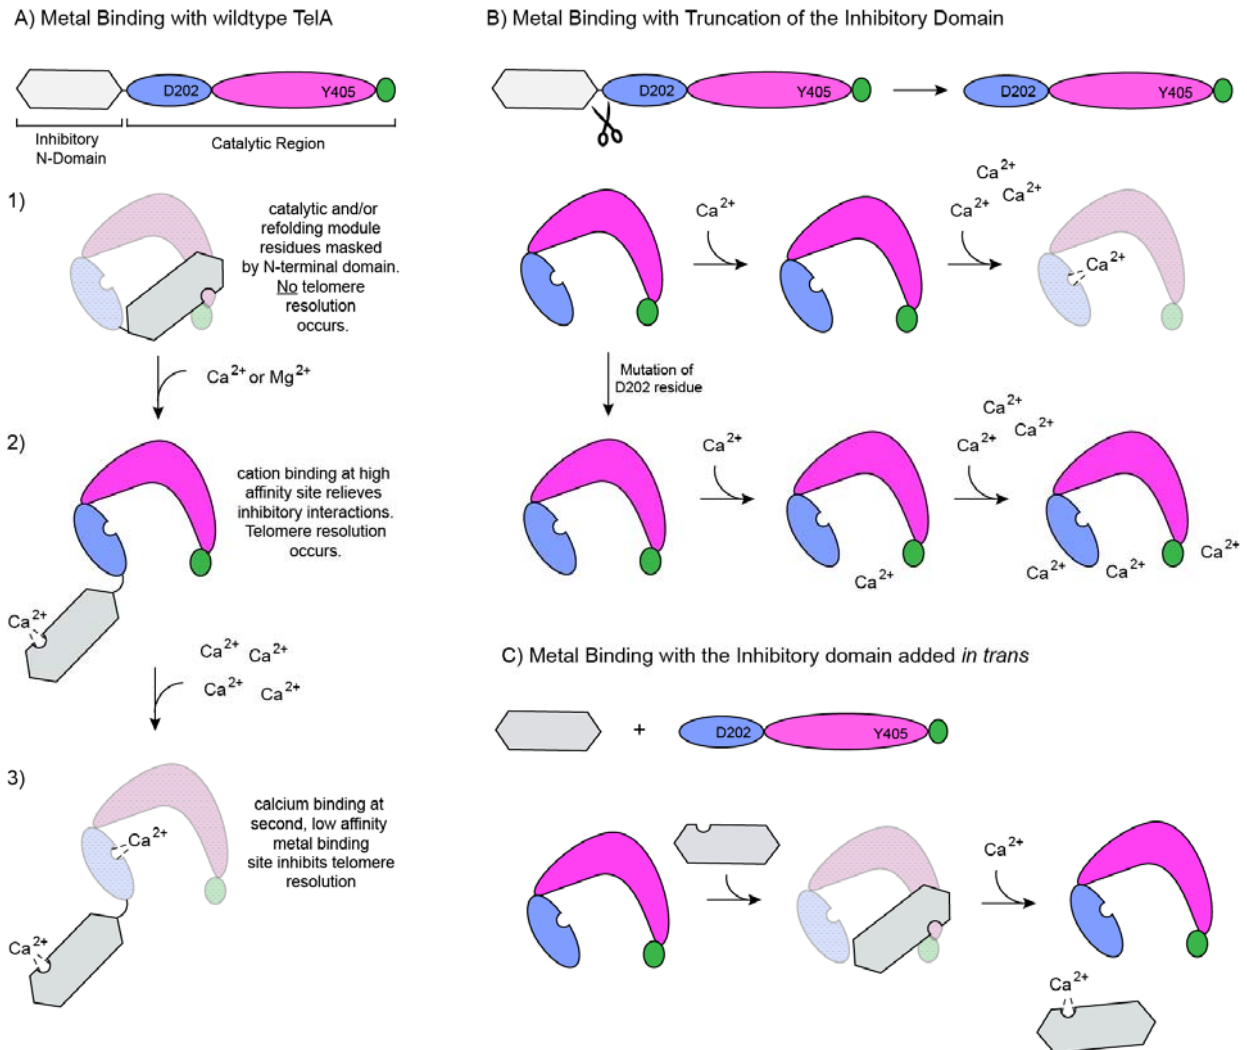 A) Metal Binding with wildtype TelA
D202
Y405
Inhibitory
N-Domain
Catalytic Region
1)
catalytic and/or
refolding module
residues masked
by N-terminal domain.
No telomere
resolution
occurs.
Ca2+ or Mg2+
2)
cation binding at high
affinity site relieves
inhibitory interactions.
Telomere resolution
occurs.
Ca2+
Ca2+ Ca2+
Ca2+ Ca2+
3)
calcium binding at
second, low affinity
metal binding
site inhibits telomere
resolution
Ca2+
Ca2+
B) Metal Binding with Truncation of the Inhibitory Domain
D202
Y405
D202
Y405
Ca2+
Ca2+
Ca2+
Ca2+
Ca2+
Mutation of
D202 residue
Ca2+
Ca2+
Ca2+
Ca2+
Ca2+
Ca2+
Ca2+
Ca2+
C) Metal Binding with the Inhibitory domain added in trans
+
D202
Y405
Ca2+
Ca2+